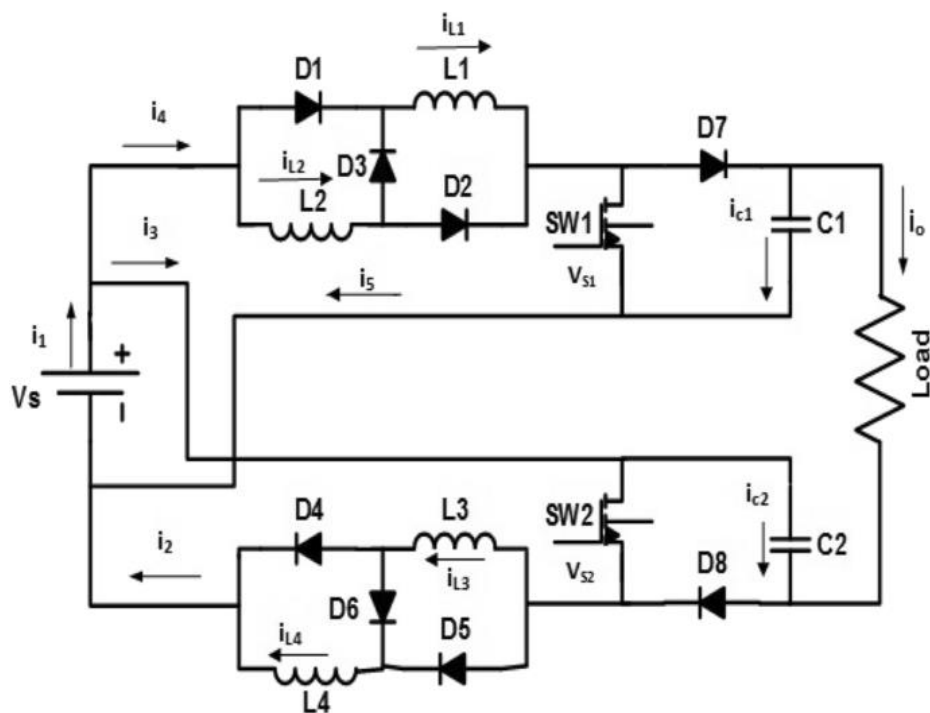 iL1
D1
L1
i4
D7
iL2
D3
D2
L2
ic1
SW1
C1
io
i3
VS1
i5
i1
+
Load
Vs
–
L3
D4
SW2
ic2
i2
iL3
C2
VS2
D8
D6
D5
iL4
L4